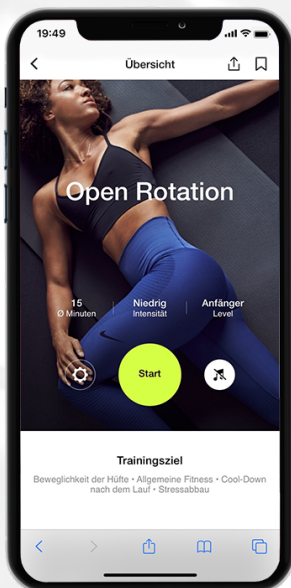 19:49
Übersicht
Open Rotation
15
Ø Minuten
Niedrig
Intensität
Anfänger
Level
Start
Trainingsziel
Beweglichkeit der Hüfte • Allgemeine Fitness • Cool-Down
nach dem Lauf • Stressabbau